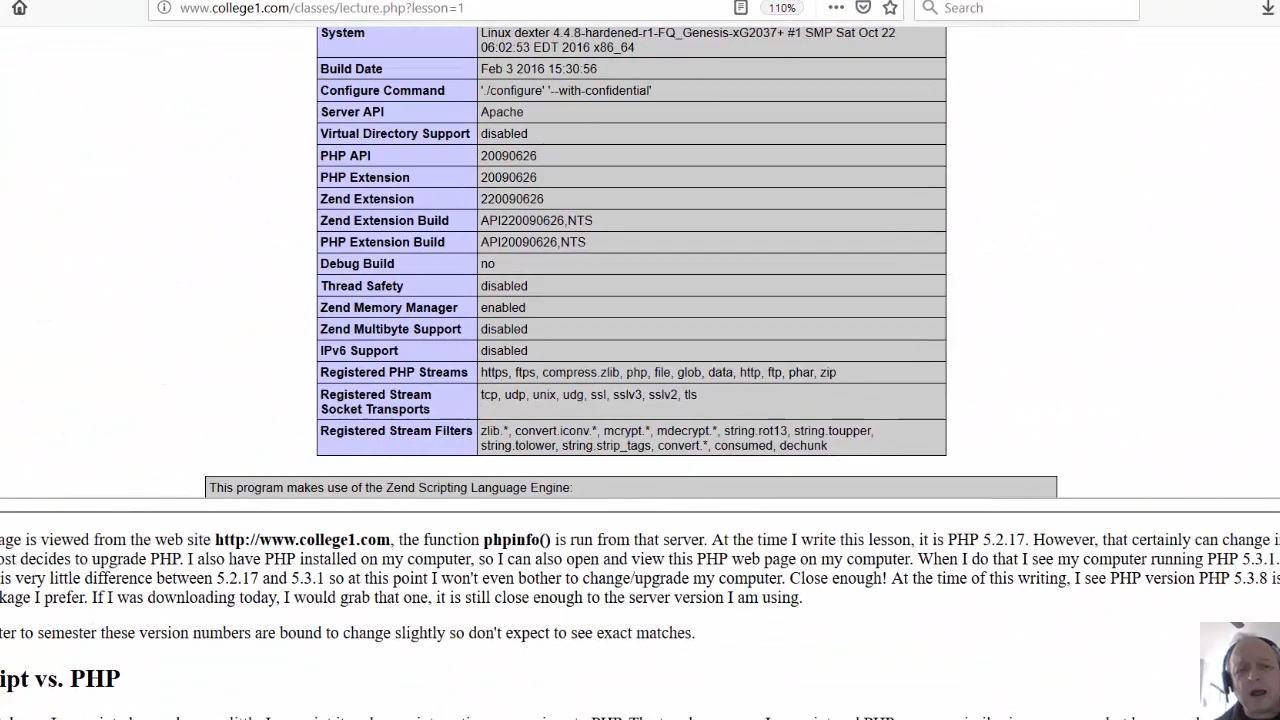 www.college1.com/classes/lecture.php?lesson=1
110%
Search
System Linux dexter 4.4.8-hardened-r1-FQ_Genesis-xG2037+ #1 SMP Sat Oct 22
06:02:53 EDT 2016 x86_64
Build Date Feb 3 2016 15:30:56
Configure Command './configure' '--with-confidential'
Server API Apache
Virtual Directory Support disabled
PHP API 20090626
PHP Extension 20090626
Zend Extension 220090626
Zend Extension Build API220090626,NTS
PHP Extension Build API20090626,NTS
Debug Build no
Thread Safety disabled
Zend Memory Manager enabled
Zend Multibyte Support disabled
IPv6 Support disabled
Registered PHP Streams https, ftps, compress.zlib, php, file, glob, data, http, ftp, phar, zip
Registered Stream tcp, udp, unix, udg, ssl, sslv3, sslv2, tls
Socket Transports
Registered Stream Filters zlib.*, convert.iconv.*, mcrypt.*, mdecrypt.*, string.rot13, string.toupper,
string.tolower, string.strip_tags, convert.*, consumed, dechunk
This program makes use of the Zend Scripting Language Engine:
age is viewed from the web site http://www.college1.com, the function phpinfo() is run from that server. At the time I write this lesson, it is PHP 5.2.17. However, that certainly can change i
ost decides to upgrade PHP. I also have PHP installed on my computer, so I can also open and view this PHP web page on my computer. When I do that I see my computer running PHP 5.3.1.
is very little difference between 5.2.17 and 5.3.1 so at this point I won't even bother to change/upgrade my computer. Close enough! At the time of this writing, I see PHP version PHP 5.3.8 is
kage I prefer. If I was downloading today, I would grab that one, it is still close enough to the server version I am using.
ter to semester these version numbers are bound to change slightly so don't expect to see exact matches.
ipt vs. PHP